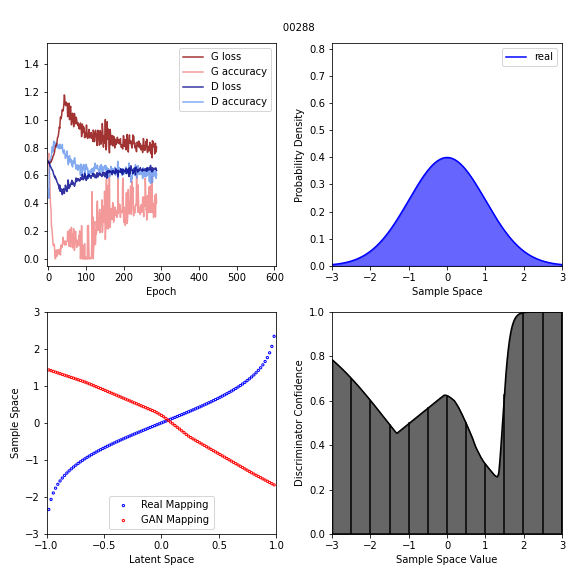 00288
G loss
G accuracy
D loss
D accuracy
1.4
1.2
1.0
0.8
0.6
0.4
0.2
0.0
0 100 200 300 400 500 600
Epoch
real
Probability Density
0.8
0.7
0.6
0.5
0.4
0.3
0.2
0.1
0.0
−3 −2 −1 0 1 2 3
Sample Space
Sample Space
3
2
1
0
−1
−2
−3
Real Mapping
GAN Mapping
−1.0 −0.5 0.0 0.5 1.0
Latent Space
Discriminator Confidence
1.0
0.8
0.6
0.4
0.2
0.0
−3 −2 −1 0 1 2 3
Sample Space Value